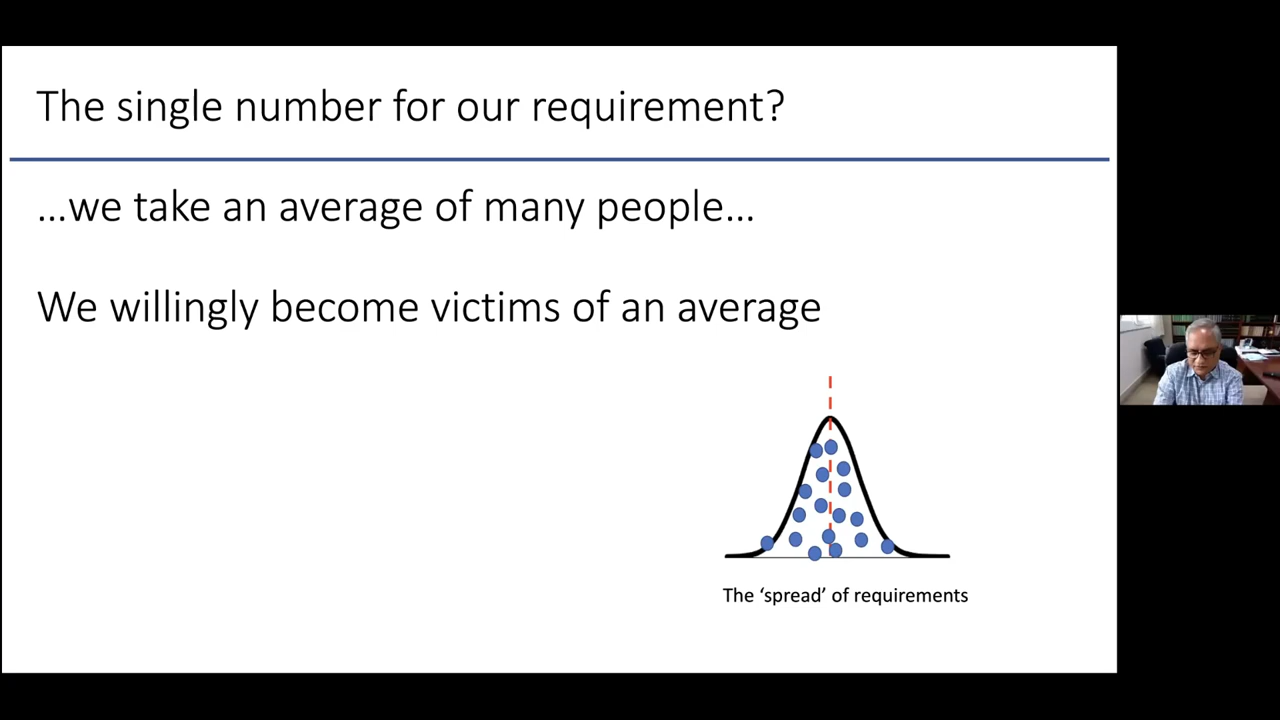 The single number for our requirement?
…we take an average of many people…
We willingly become victims of an average
The ‘spread’ of requirements